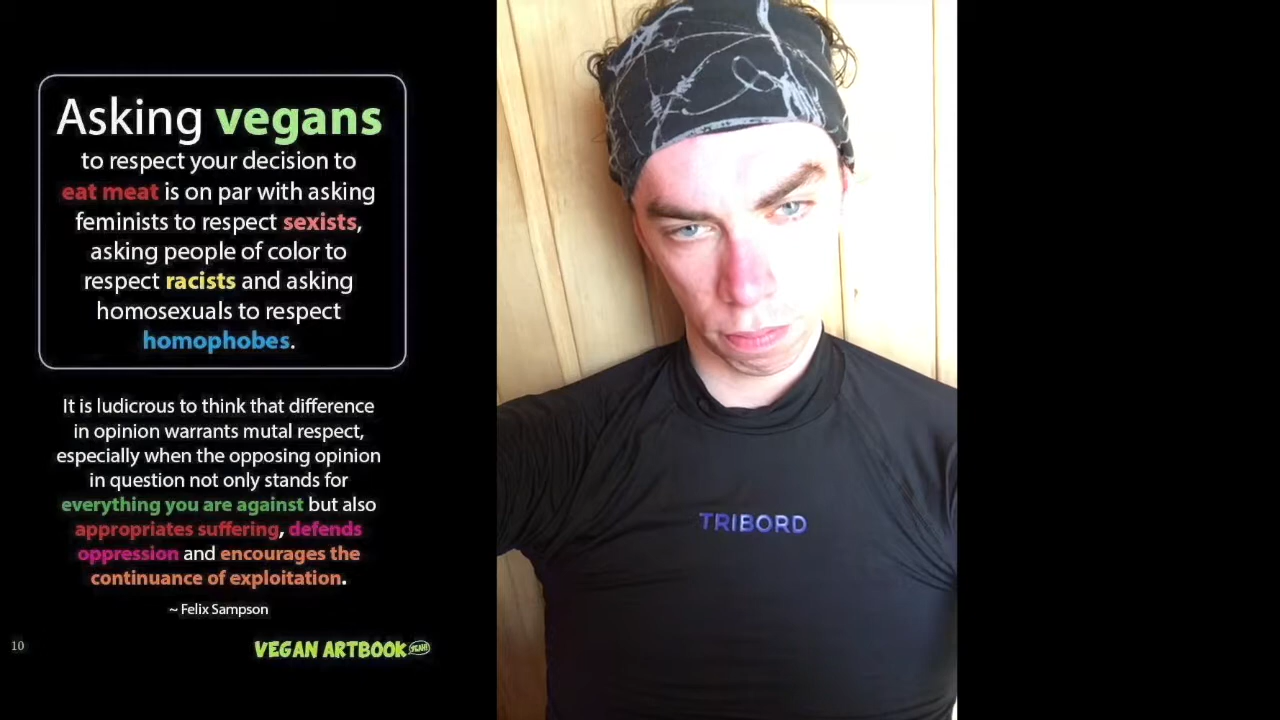 Asking vegans
to respect your decision to
eat meat is on par with asking
feminists to respect sexists,
asking people of color to
respect racists and asking
homosexuals to respect
homophobes.
It is ludicrous to think that difference
in opinion warrants mutal respect,
especially when the opposing opinion
in question not only stands for
everything you are against but also
appropriates suffering, defends
oppression and encourages the
continuance of exploitation.
~ Felix Sampson
10
VEGAN ARTBOOK YEAH!
TRIBORD